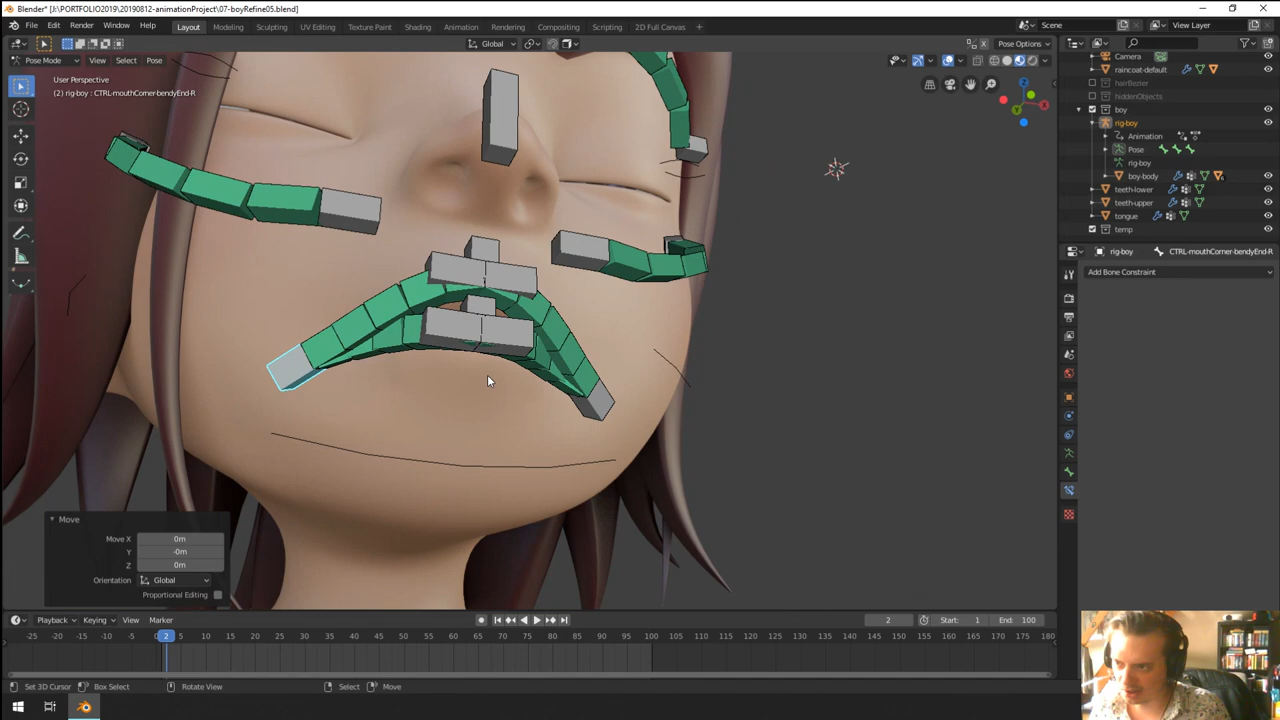 Blender* [J:\PORTFOLIO2019\20190812-animationProject\07-boyRefine05.blend]
File Edit Render Window Help Layout Modeling Sculpting UV Editing Texture Paint Shading Animation Rendering Compositing Scripting 2D Full Canvas + Scene View Layer
Global Pose Options
Pose Mode View Select Pose
User Perspective
(2) rig-boy : CTRL-mouthCorner-bendyEnd-R
Z
X
Y
Camera
raincoat-default
hairBezier
hiddenObjects
boy
rig-boy
Animation
Pose
rig-boy
boy-body
teeth-lower
teeth-upper
tongue
temp
rig-boy CTRL-mouthCorner-bendyEnd-R
Add Bone Constraint
Move
Move X 0m
Y -0m
Z 0m
Orientation Global
Proportional Editing
Playback Keying View Marker 2 Start: 1 End: 100
-25 -20 -15 -10 -5 0 2 5 10 15 20 25 30 35 40 45 50 55 60 65 70 75 80 85 90 95 100 105 110 115 120 125 130 135 140 145 150 155 160 165 170 175 180
Set 3D Cursor Box Select Rotate View Select Move